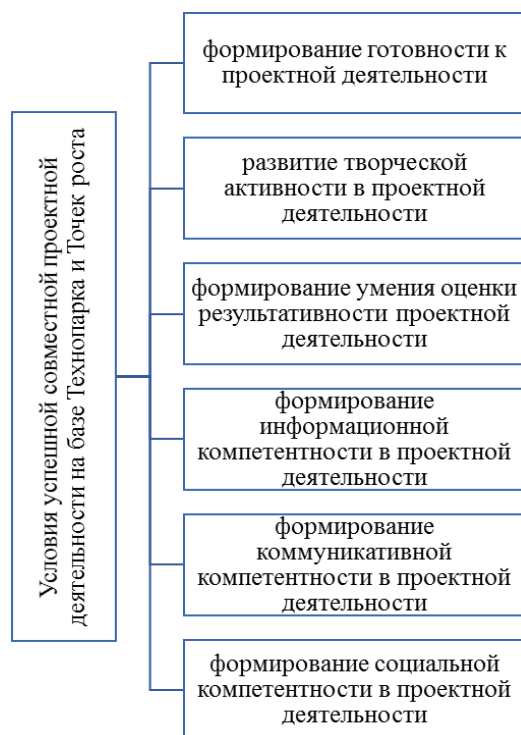 Условия успешной совместной проектной
деятельности на базе Технопарка и Точек роста
формирование готовности к
проектной деятельности
развитие творческой
активности в проектной
деятельности
формирование умения оценки
результативности проектной
деятельности
формирование
информационной
компетентности в проектной
деятельности
формирование
коммуникативной
компетентности в проектной
деятельности
формирование социальной
компетентности в проектной
деятельности